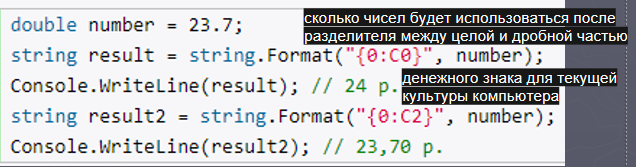 double number = 23.7;
сколько чисел будет использоваться после
разделителя между целой и дробной частью
string result = string.Format("{0:C0}", number);
Console.WriteLine(result); // 24 р.
денежного знака для текущей
культуры компьютера
string result2 = string.Format("{0:C2}", number);
Console.WriteLine(result2); // 23,70 р.